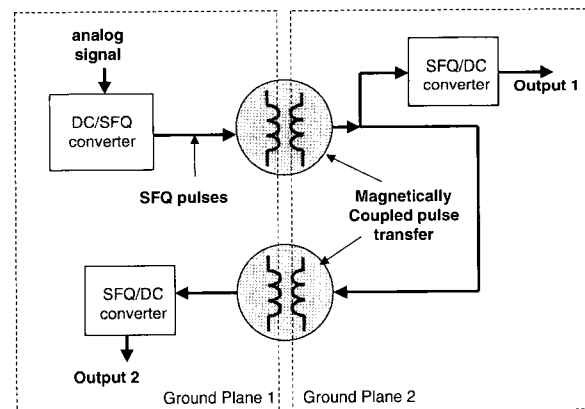 analog
signal
DC/SFQ
converter
SFQ pulses
SFQ/DC
converter
Output 1
Magnetically
Coupled pulse
transfer
SFQ/DC
converter
Output 2
Ground Plane 1
Ground Plane 2